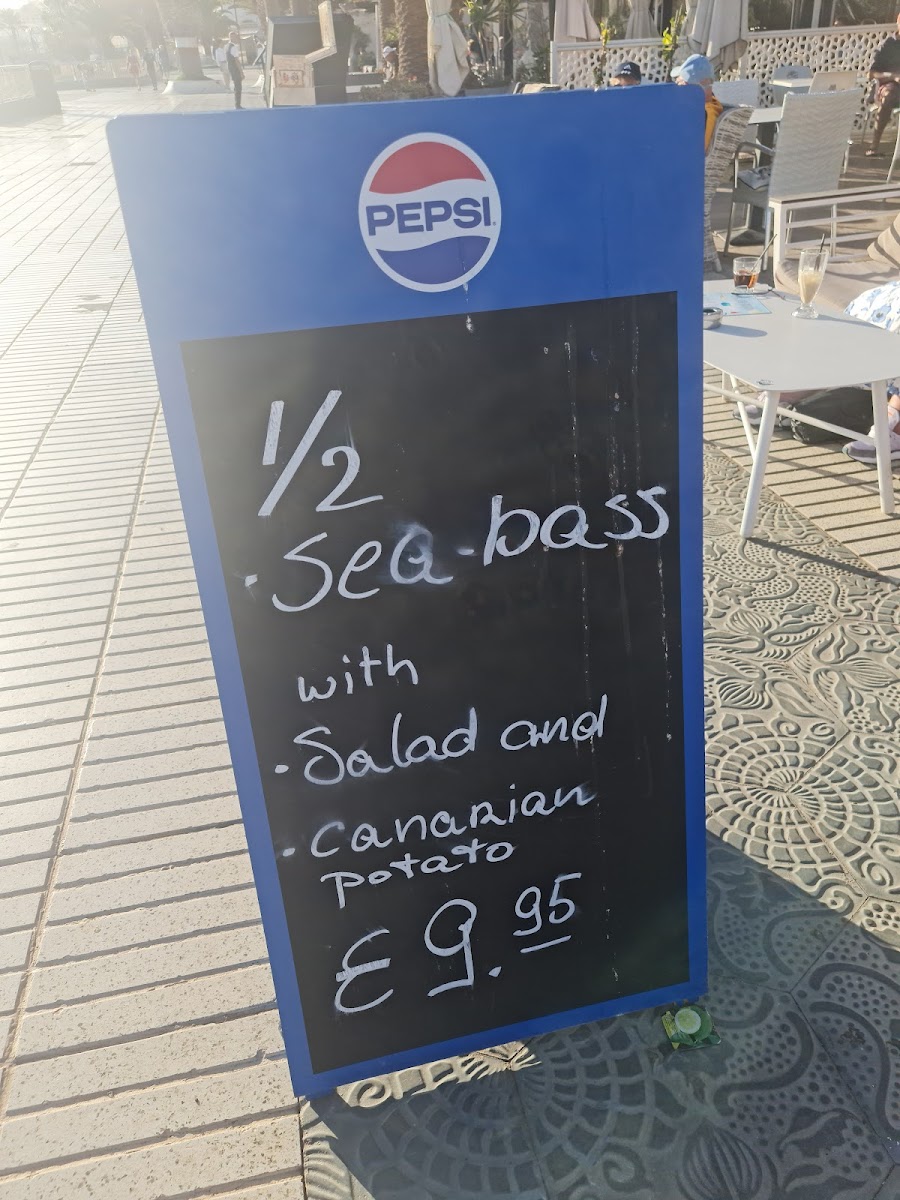 PEPSI
1/2
· Sea-bass
with
· Salad and
· canarian
potato
€ 9.95